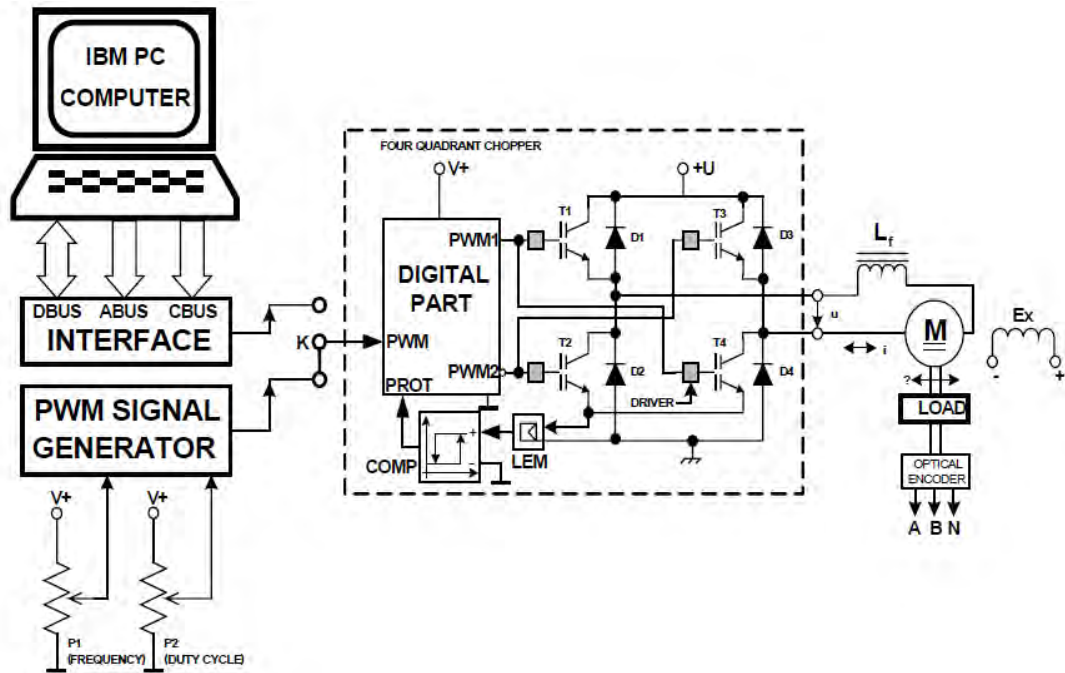 IBM PC
COMPUTER
DBUS ABUS CBUS
INTERFACE
K
PWM SIGNAL
GENERATOR
V+
V+
P1
(FREQUENCY)
P2
(DUTY CYCLE)
FOUR QUADRANT CHOPPER
V+
+U
PWM1
DIGITAL
PART
PWM
PWM2
PROT
COMP
+
-
LEM
DRIVER
T1
D1
T2
D2
T3
D3
T4
D4
Lf
u
i
M
Ex
-
+
?
LOAD
OPTICAL
ENCODER
A B N